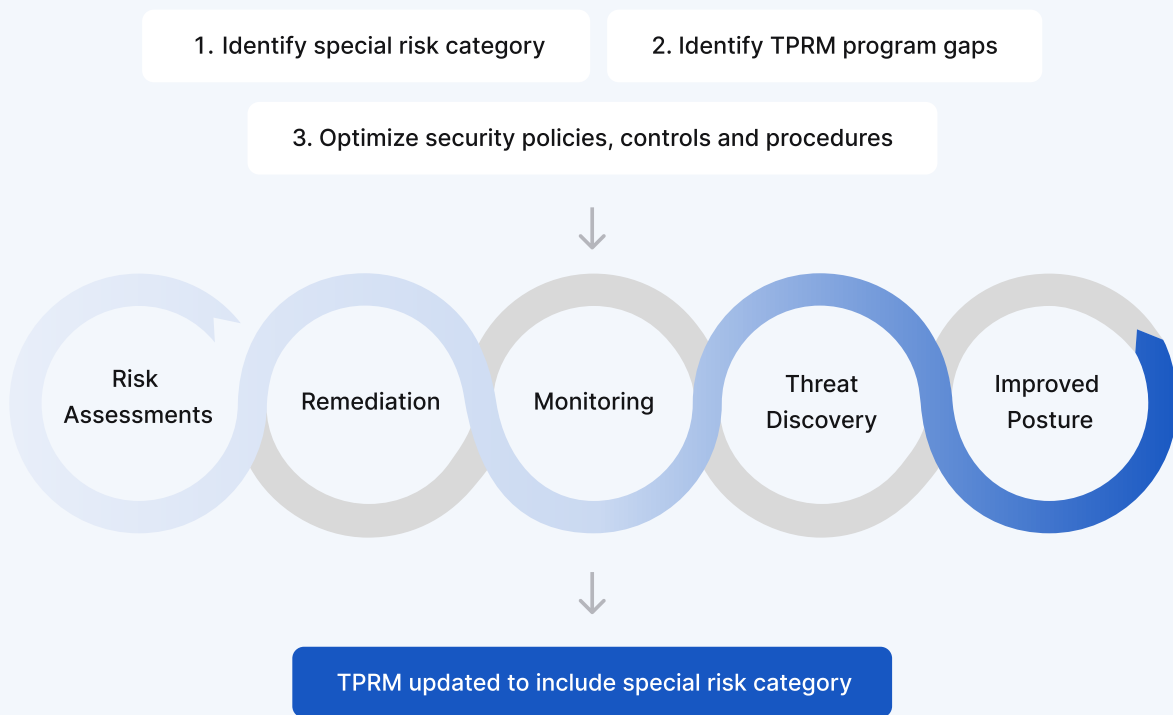 1. Identify special risk category
2. Identify TPRM program gaps
3. Optimize security policies, controls and procedures
Risk
Assessments
Remediation
Monitoring
Threat
Discovery
Improved
Posture
TPRM updated to include special risk category